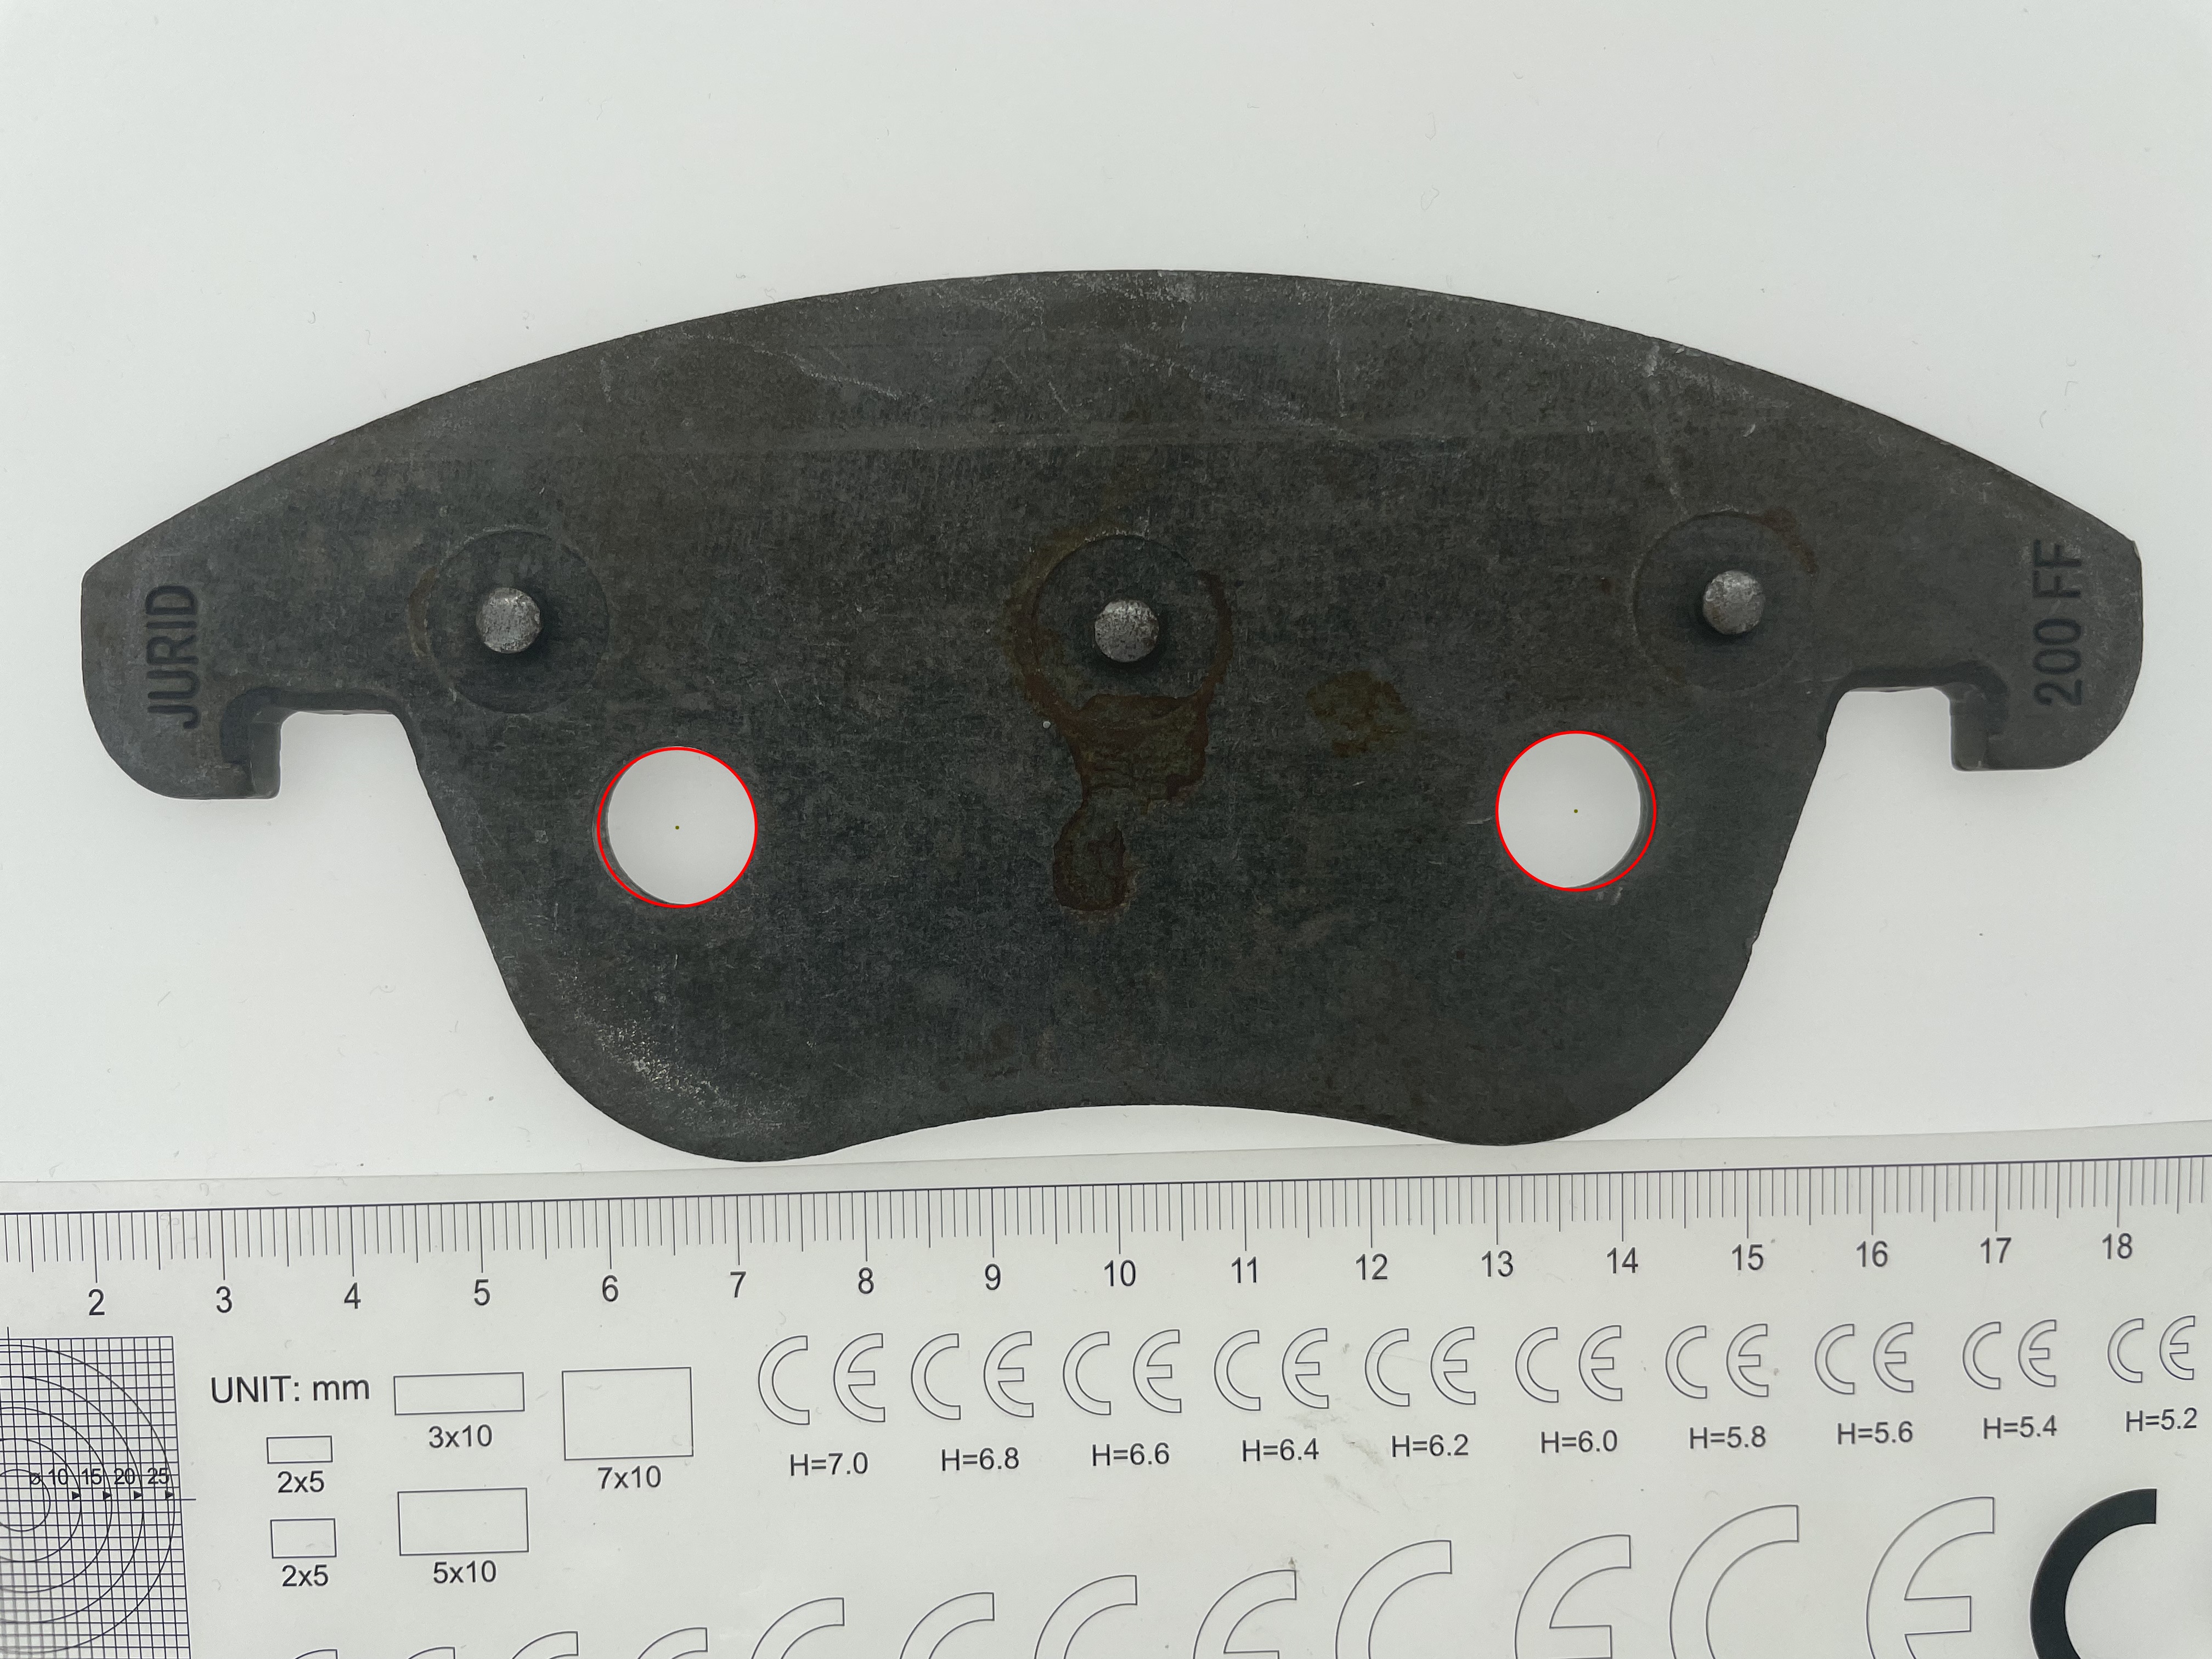 JURID
200 FF
2 3 4 5 6 7 8 9 10 11 12 13 14 15 16 17 18
UNIT: mm
3x10
7x10
2x5
5x10
2x5
ø 10 15 20 25
CE CE CE CE CE CE CE CE CE CE
H=7.0 H=6.8 H=6.6 H=6.4 H=6.2 H=6.0 H=5.8 H=5.6 H=5.4 H=5.2